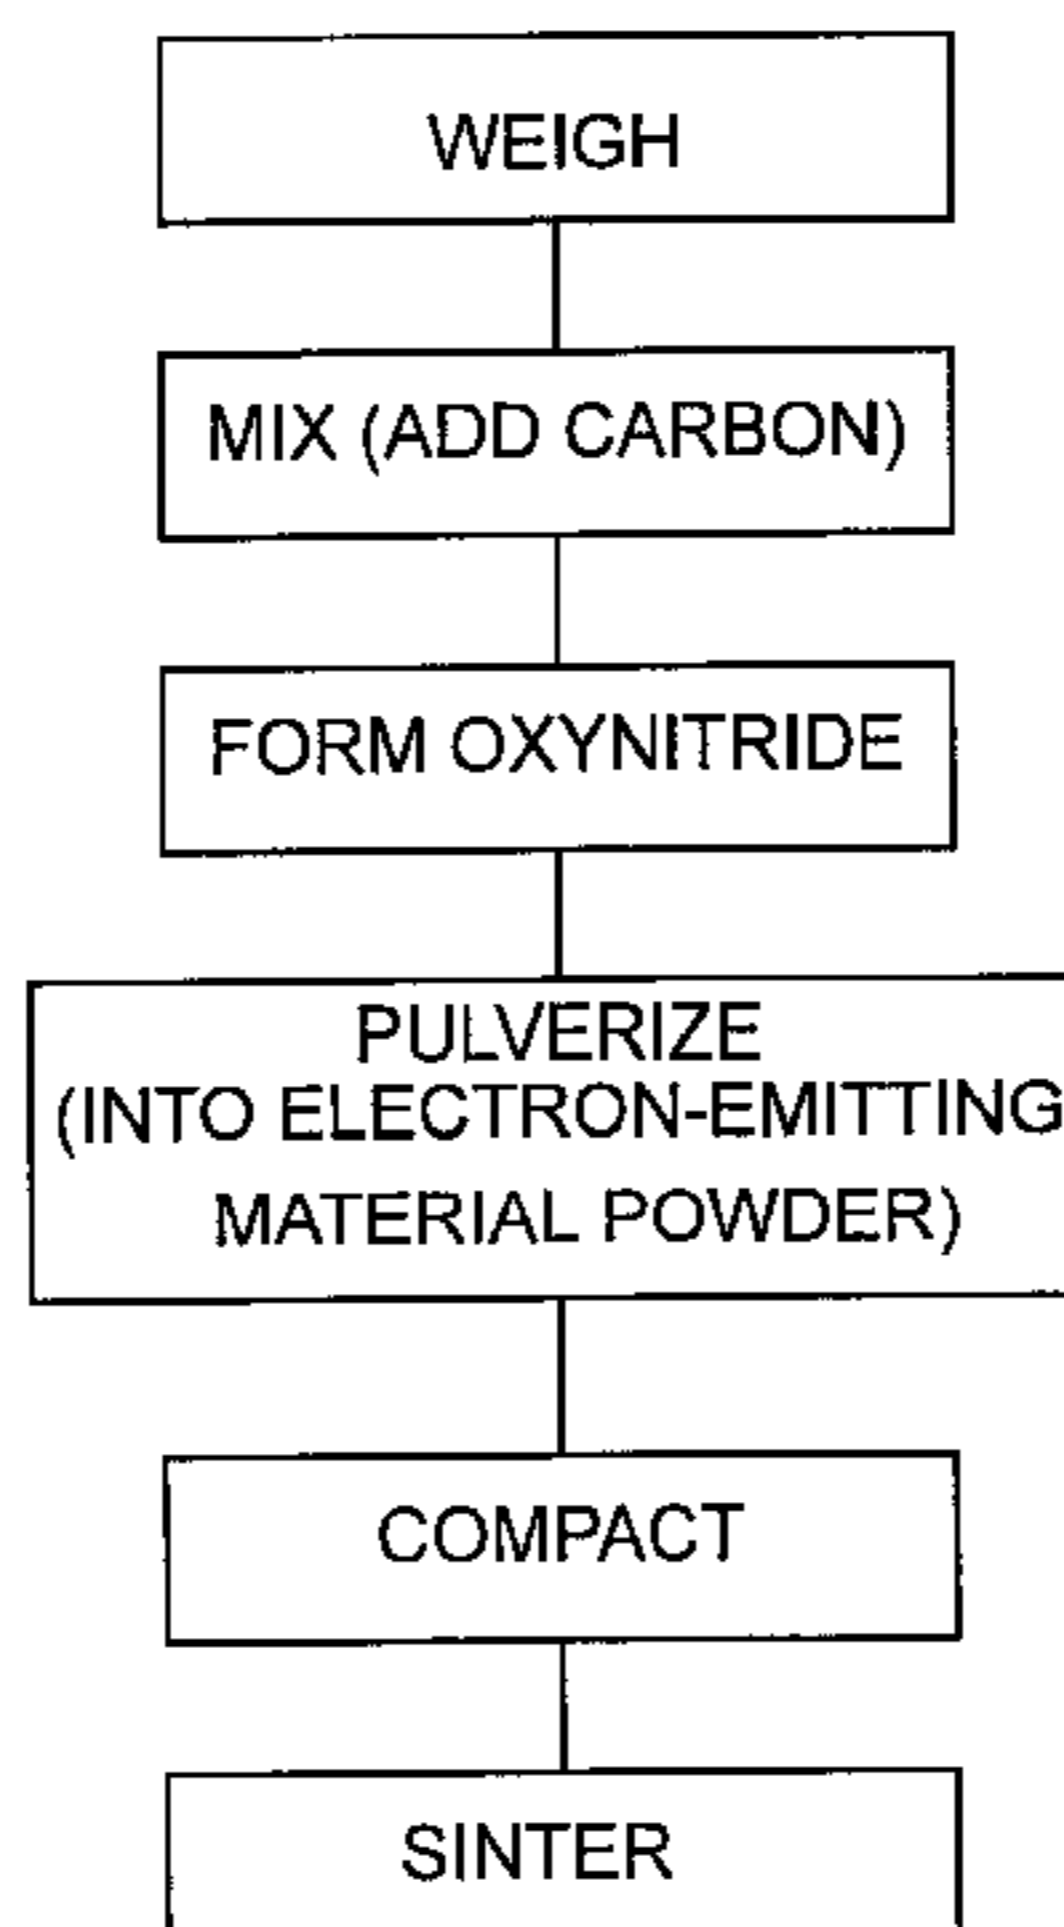 WEIGH
MIX (ADD CARBON)
FORM OXYNITRIDE
PULVERIZE
(INTO ELECTRON-EMITTING
MATERIAL POWDER)
COMPACT
SINTER